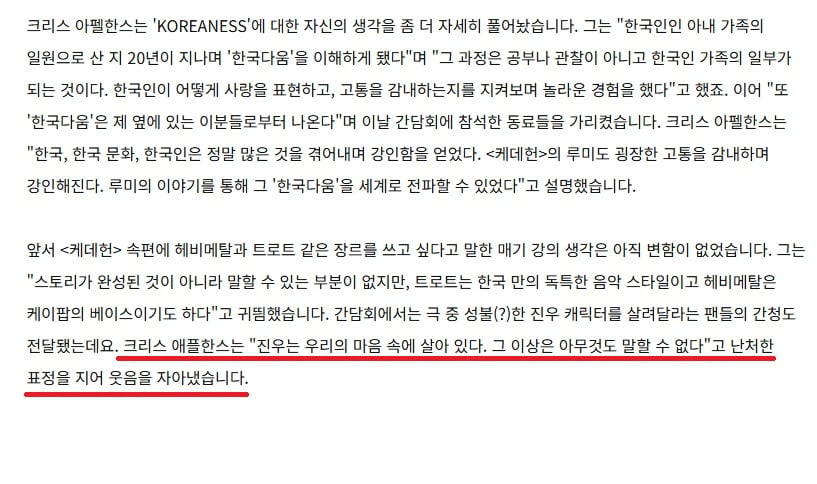 크리스 아펠한스는 'KOREANESS'에 대한 자신의 생각을 좀 더 자세히 풀어놨습니다. 그는 "한국인인 아내 가족의
일원으로 산 지 20년이 지나며 '한국다움'을 이해하게 됐다"며 "그 과정은 공부나 관찰이 아니고 한국인 가족의 일부가
되는 것이다. 한국인이 어떻게 사랑을 표현하고, 고통을 감내하는지를 지켜보며 놀라운 경험을 했다"고 했죠. 이어 "또
'한국다움'은 제 옆에 있는 이분들로부터 나온다"며 이날 간담회에 참석한 동료들을 가리켰습니다. 크리스 아펠한스는
"한국, 한국 문화, 한국인은 정말 많은 것을 겪어내며 강인함을 얻었다. <케데헌>의 루미도 굉장한 고통을 감내하며
강인해진다. 루미의 이야기를 통해 그 '한국다움'을 세계로 전파할 수 있었다"고 설명했습니다.
앞서 <케데헌> 속편에 헤비메탈과 트로트 같은 장르를 쓰고 싶다고 말한 매기 강의 생각은 아직 변함이 없었습니다. 그는
"스토리가 완성된 것이 아니라 말할 수 있는 부분이 없지만, 트로트는 한국 만의 독특한 음악 스타일이고 헤비메탈은
케이팝의 베이스이기도 하다"고 귀띔했습니다. 간담회에서는 극 중 성불(?)한 진우 캐릭터를 살려달라는 팬들의 간청도
전달됐는데요. 크리스 애플한스는 "진우는 우리의 마음 속에 살아 있다. 그 이상은 아무것도 말할 수 없다"고 난처한
표정을 지어 웃음을 자아냈습니다.